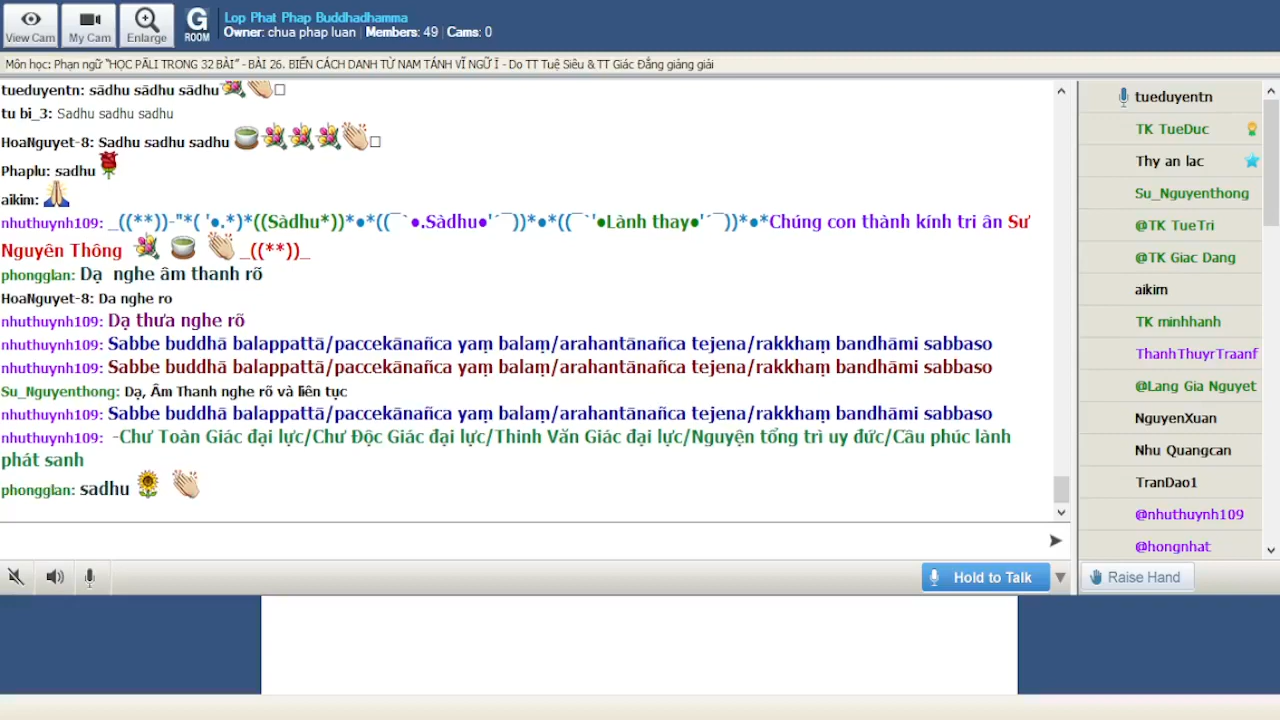 View Cam
My Cam
Enlarge
G
ROOM
Lop Phat Phap Buddhadhamma
Owner: chua phap luan | Members: 49 | Cams: 0
Môn học: Phạn ngữ "HỌC PĀLI TRONG 32 BÀI" - BÀI 26. BIẾN CÁCH DANH TỪ NAM TÁNH VĨ NGỮ Ī - Do TT Tuệ Siêu & TT Giác Đẳng giảng giải
tueduyentn: sādhu sādhu sādhu
tu bi_3: Sadhu sadhu sadhu
HoaNguyet-8: Sadhu sadhu sadhu
Phaplu: sadhu
aikim:
nhuthuynh109: _((**))-"*( '●.*)*((Sàdhu*))*●*((¯`●.Sàdhu●'´¯))*●*((¯`'●Lành thay●'´¯))*●*Chúng con thành kính tri ân Sư
Nguyên Thông _((**))_
phongglan: Dạ nghe âm thanh rõ
HoaNguyet-8: Da nghe ro
nhuthuynh109: Dạ thưa nghe rõ
nhuthuynh109: Sabbe buddhā balappattā/paccekānañca yaṃ balaṃ/arahantānañca tejena/rakkhaṃ bandhāmi sabbaso
nhuthuynh109: Sabbe buddhā balappattā/paccekānañca yaṃ balaṃ/arahantānañca tejena/rakkhaṃ bandhāmi sabbaso
Su_Nguyenthong: Dạ, Âm Thanh nghe rõ và liên tục
nhuthuynh109: Sabbe buddhā balappattā/paccekānañca yaṃ balaṃ/arahantānañca tejena/rakkhaṃ bandhāmi sabbaso
nhuthuynh109: -Chư Toàn Giác đại lực/Chư Độc Giác đại lực/Thinh Văn Giác đại lực/Nguyện tổng trì uy đức/Câu phúc lành
phát sanh
phongglan: sadhu
Hold to Talk
tueduyentn
TK TueDuc
Thy an lac
Su_Nguyenthong
@TK TueTri
@TK Giac Dang
aikim
TK minhhanh
ThanhThuyrTraanf
@Lang Gia Nguyet
NguyenXuan
Nhu Quangcan
TranDao1
@nhuthuynh109
@hongnhat
Raise Hand